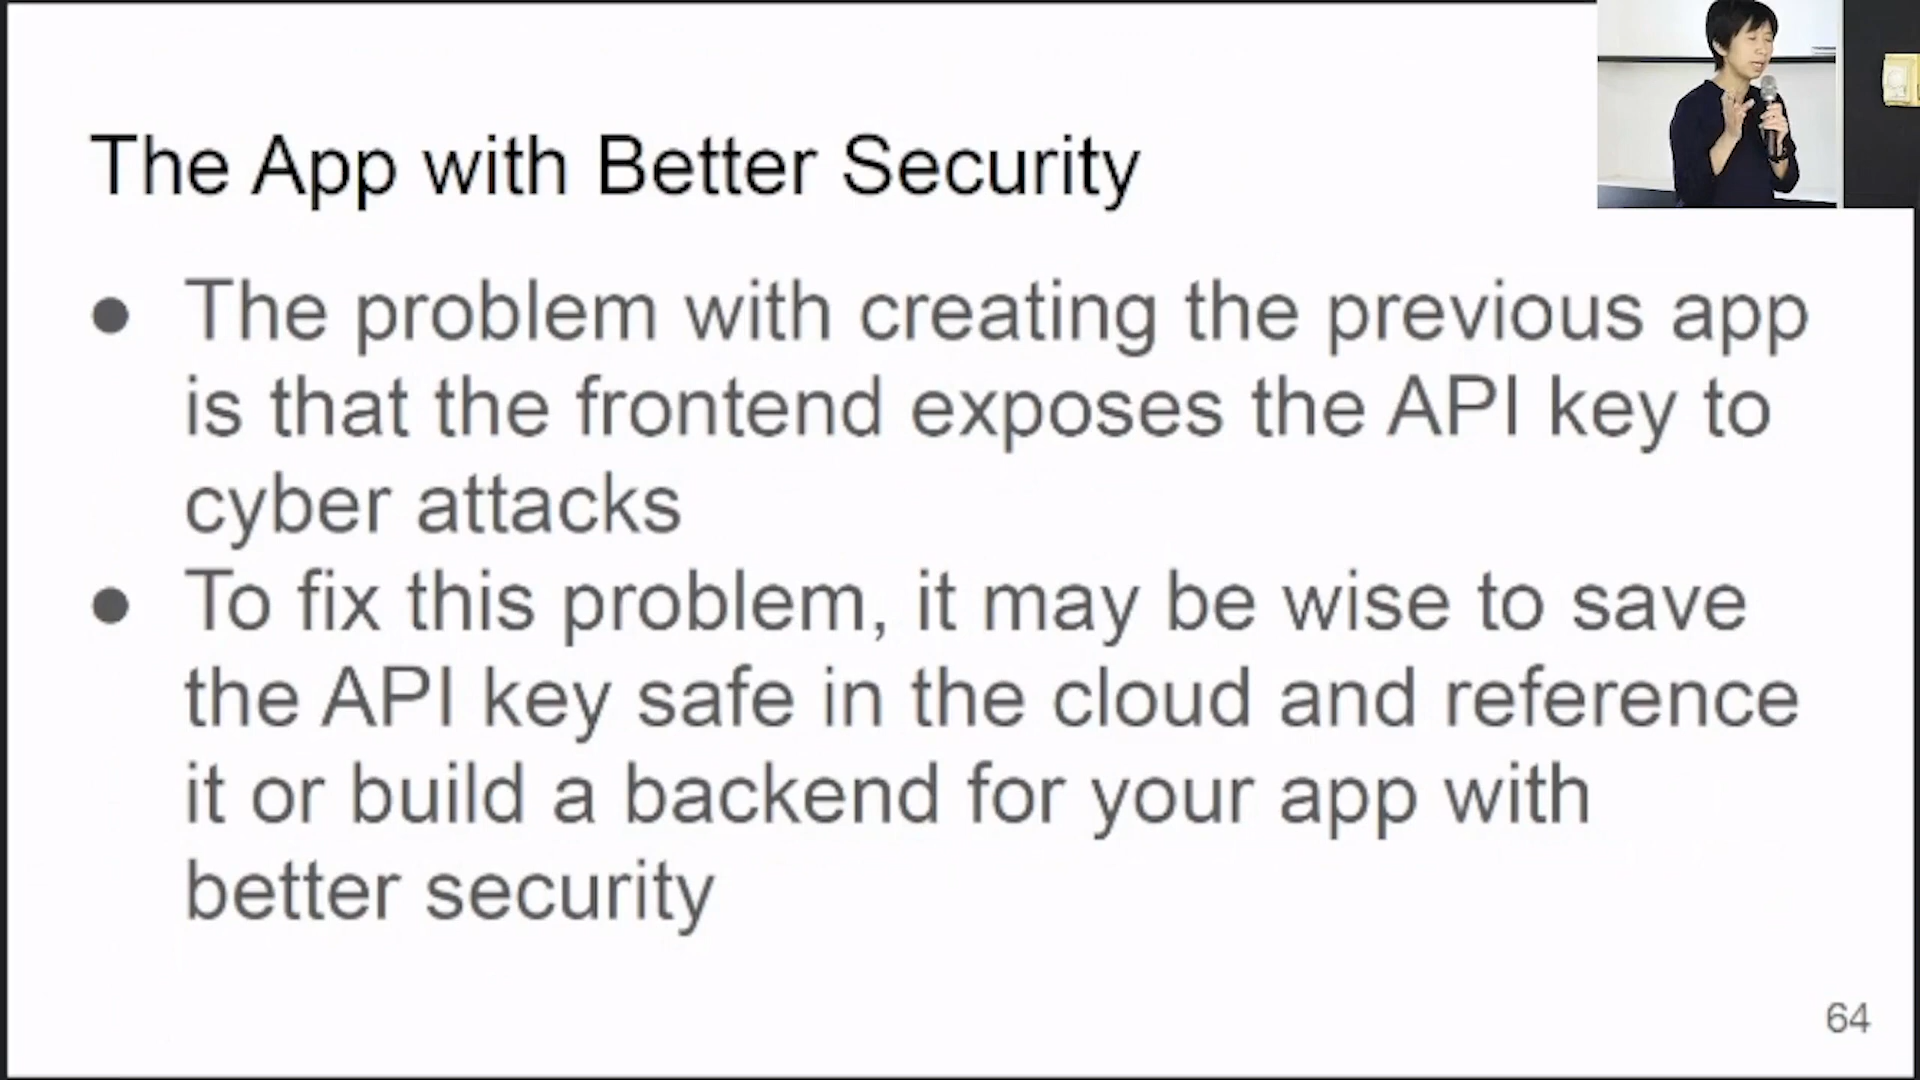 The App with Better Security
● The problem with creating the previous app
is that the frontend exposes the API key to
cyber attacks
● To fix this problem, it may be wise to save
the API key safe in the cloud and reference
it or build a backend for your app with
better security
64